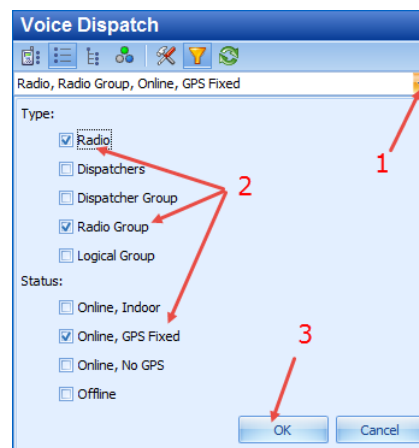 Voice Dispatch
Radio, Radio Group, Online, GPS Fixed
1
Type:
Radio
Dispatchers
2
Dispatcher Group
Radio Group
Logical Group
Status:
Online, Indoor
Online, GPS Fixed
3
Online, No GPS
Offline
OK Cancel